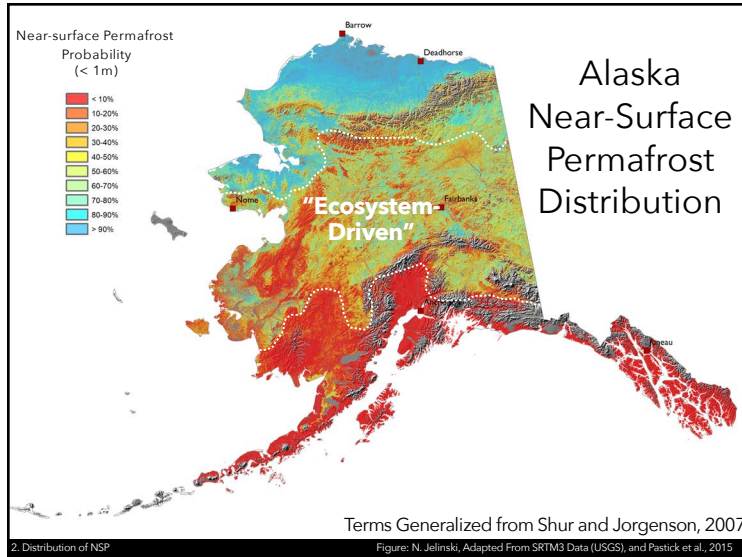 Near-surface Permafrost
Probability
(< 1m)
< 10%
10-20%
20-30%
30-40%
40-50%
50-60%
60-70%
70-80%
80-90%
> 90%
Barrow
Deadhorse
Alaska
Near-Surface
Permafrost
Distribution
Nome
Fairbanks
"Ecosystem-
Driven"
Juneau
Terms Generalized from Shur and Jorgenson, 2007
2. Distribution of NSP
Figure: N. Jelinski, Adapted From SRTM3 Data (USGS), and Pastick et al., 2015